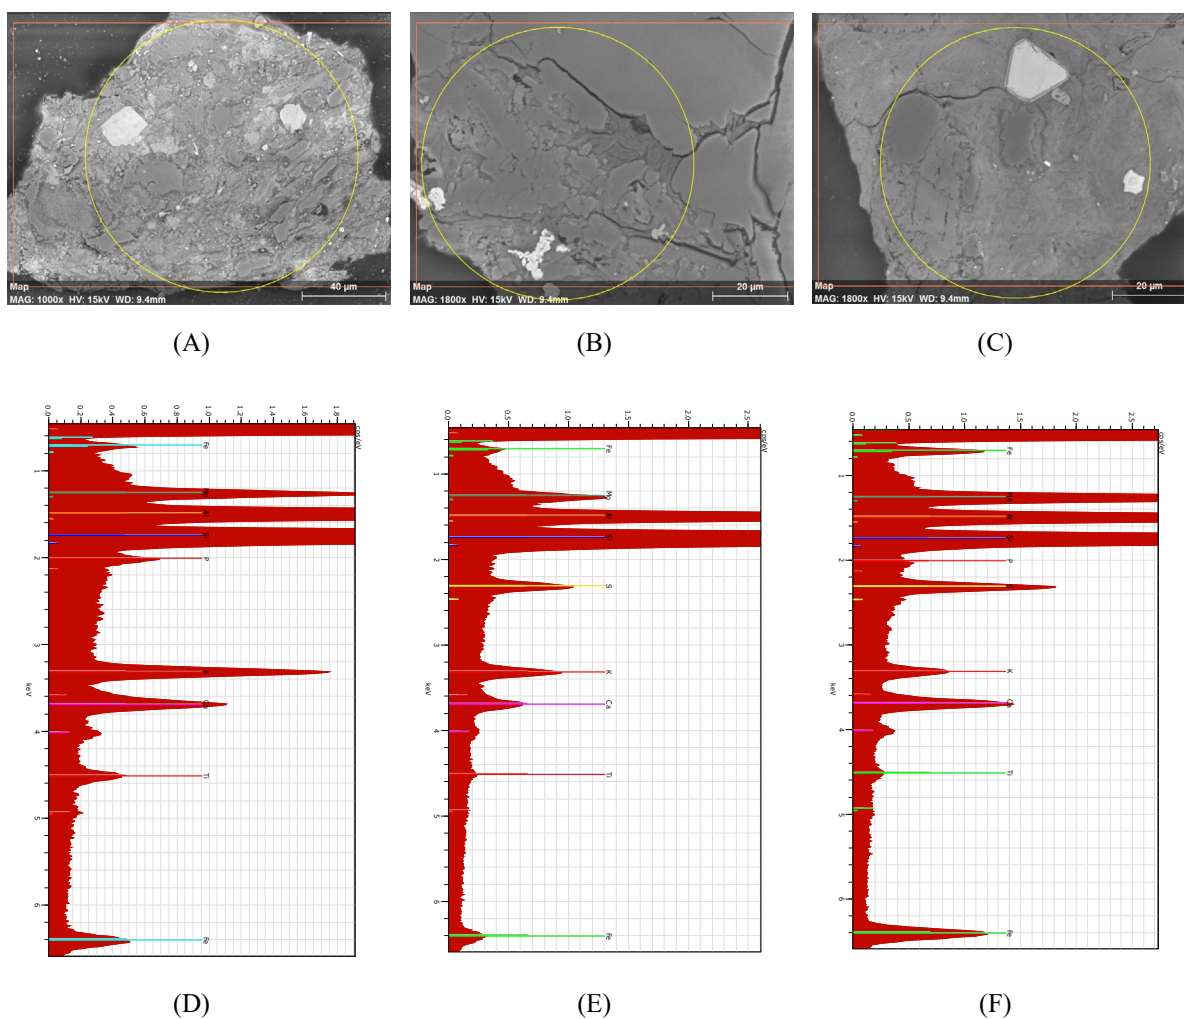 Map
MAG: 1000x HV: 15kV WD: 9.4mm
40 µm
Map
MAG: 1800x HV: 15kV WD: 9.4mm
20 µm
Map
MAG: 1800x HV: 15kV WD: 9.4mm
20 µm
(A)
(B)
(C)
0.0 0.2 0.4 0.6 0.8 1.0 1.2 1.4 1.6 1.8
cps/eV
Fe
Mg
Al
Si
P
K
Ca
Ti
Fe
1 2 3 4 5 6
keV
0.0 0.5 1.0 1.5 2.0 2.5
cps/eV
Fe
Mg
Al
Si
S
K
Ca
Ti
Fe
1 2 3 4 5 6
keV
0.0 0.5 1.0 1.5 2.0 2.5
cps/eV
Fe
Mg
Al
Si
P
S
K
Ca
Ti
Fe
1 2 3 4 5 6
keV
(D)
(E)
(F)